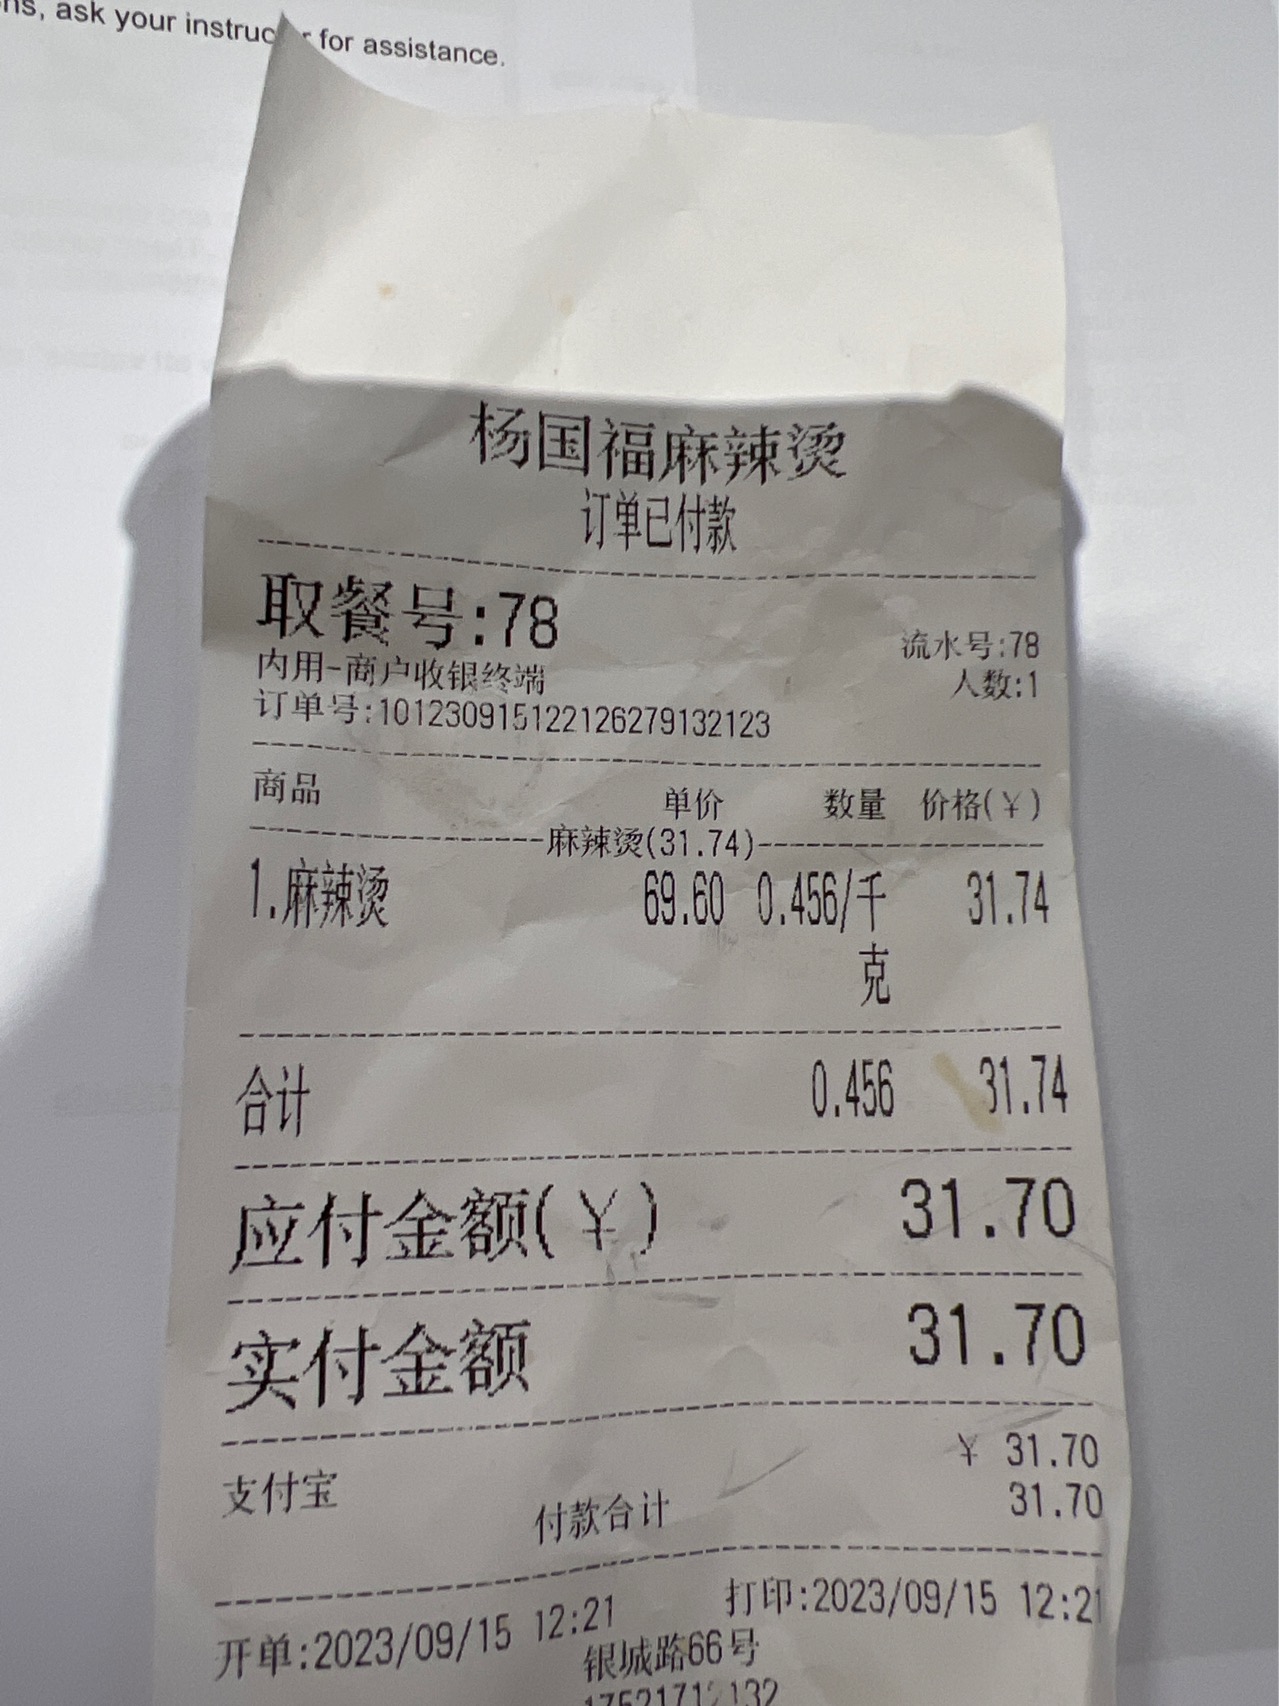 ns, ask your instructor for assistance.
杨国福麻辣烫
订单已付款
取餐号:78
流水号:78
内用-商户收银终端
人数:1
订单号:101230915122126279132123
商品 单价 数量 价格(¥)
麻辣烫(31.74)
1.麻辣烫 69.60 0.456/千 31.74
克
合计 0.456 31.74
应付金额(¥) 31.70
实付金额 31.70
支付宝 ¥ 31.70
付款合计 31.70
开单:2023/09/15 12:21 打印:2023/09/15 12:21
银城路66号